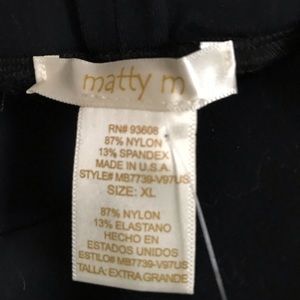 matty m
RN# 93608
87% NYLON
13% SPANDEX
MADE IN U.S.A.
STYLE# MB7739-V97US
SIZE: XL
87% NYLON
13% ELASTANO
HECHO EN
ESTADOS UNIDOS
ESTILO# MB7739-V97US
TALLA: EXTRA GRANDE